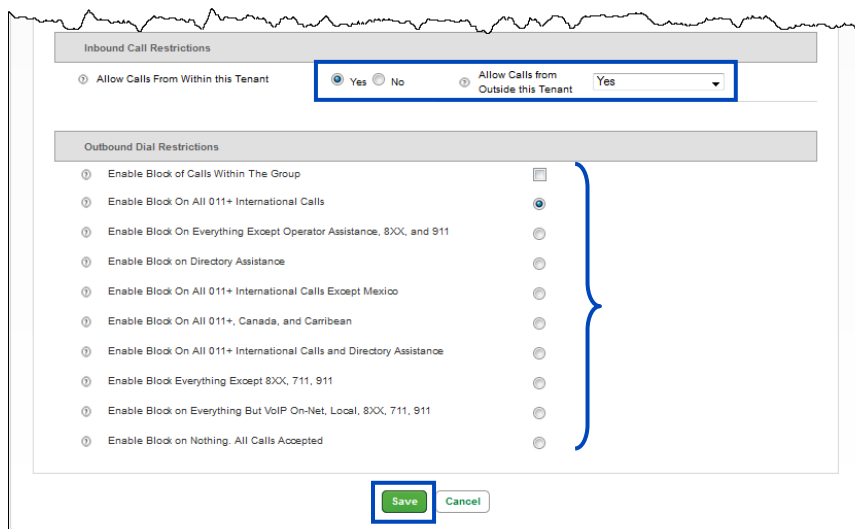 Inbound Call Restrictions
Allow Calls From Within this Tenant
Yes No
Allow Calls from
Outside this Tenant
Yes
Outbound Dial Restrictions
Enable Block of Calls Within The Group
Enable Block On All 011+ International Calls
Enable Block On Everything Except Operator Assistance, 8XX, and 911
Enable Block on Directory Assistance
Enable Block On All 011+ International Calls Except Mexico
Enable Block On All 011+, Canada, and Carribean
Enable Block On All 011+ International Calls and Directory Assistance
Enable Block Everything Except 8XX, 711, 911
Enable Block on Everything But VoIP On-Net, Local, 8XX, 711, 911
Enable Block on Nothing. All Calls Accepted
Save Cancel